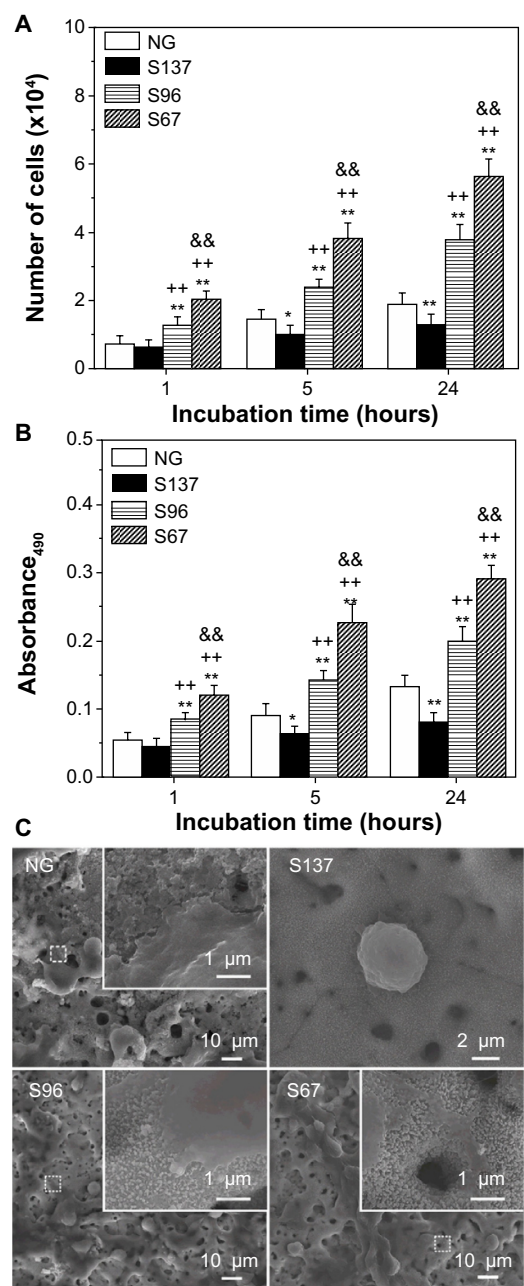 A
10
8
6
4
2
0
Number of cells (x10⁴)
NG
S137
S96
S67
++
**
&&
++
**
*
++
**
&&
++
**
**
++
**
&&
++
**
1 5 24
Incubation time (hours)
B
0.5
0.4
0.3
0.2
0.1
0.0
Absorbance₄₉₀
NG
S137
S96
S67
++
**
&&
++
**
*
++
**
&&
++
**
**
++
**
&&
++
**
1 5 24
Incubation time (hours)
C
NG
1 µm
10 µm
S137
2 µm
S96
1 µm
10 µm
S67
1 µm
10 µm